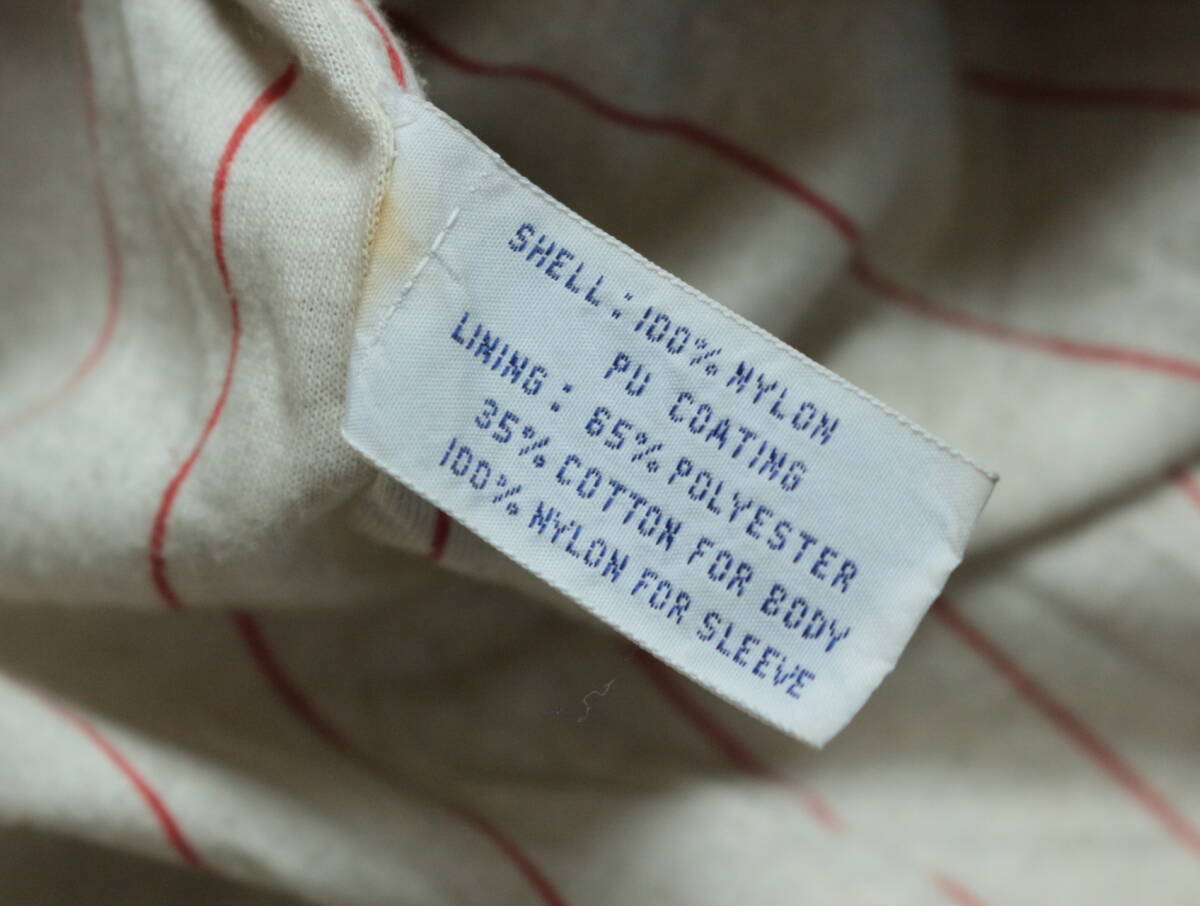 SHELL : 100% NYLON
PU COATING
LINING : 65% POLYESTER
35% COTTON FOR BODY
100% NYLON FOR SLEEVE